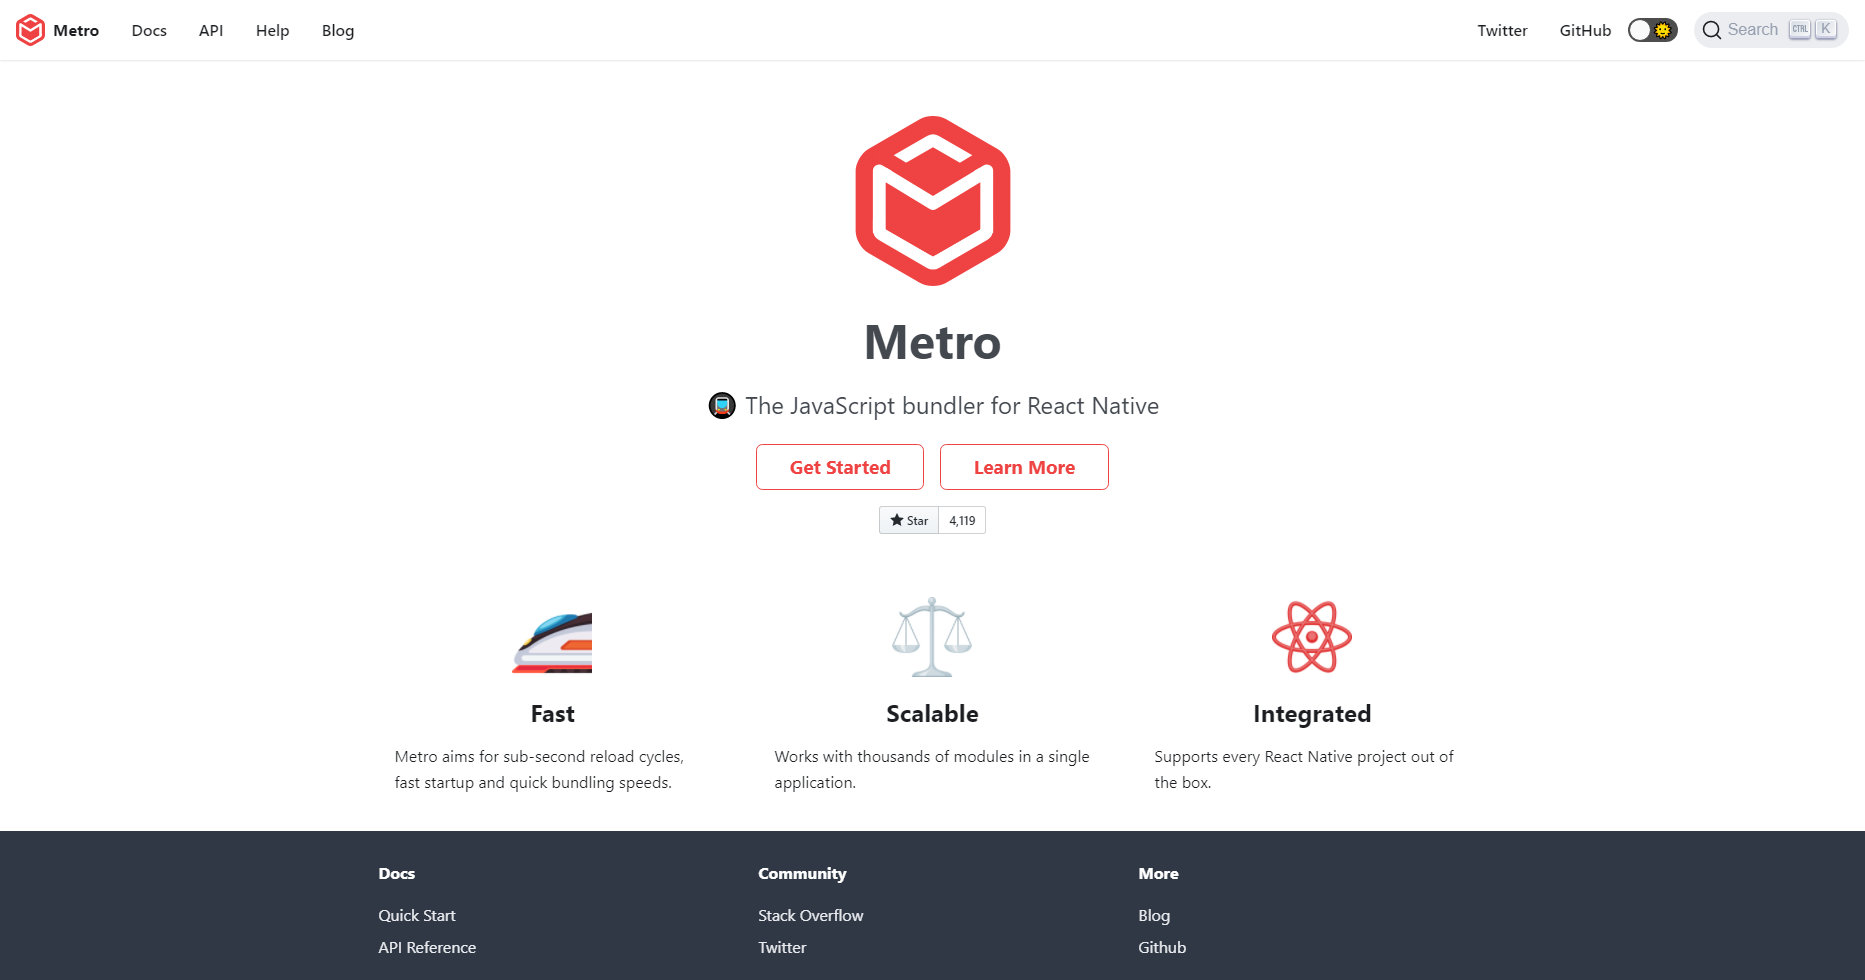 Metro Docs API Help Blog Twitter GitHub Search CTRL K
Metro
The JavaScript bundler for React Native
Get Started Learn More
Star 4,119
Fast
Metro aims for sub-second reload cycles,
fast startup and quick bundling speeds.
Scalable
Works with thousands of modules in a single
application.
Integrated
Supports every React Native project out of
the box.
Docs
Quick Start
API Reference
Community
Stack Overflow
Twitter
More
Blog
Github